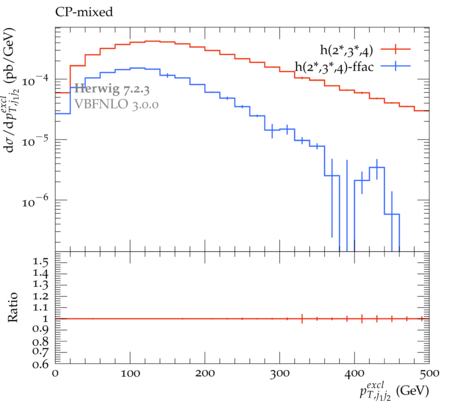 CP-mixed
h(2*,3*,4)
h(2*,3*,4)-ffac
Herwig 7.2.3
VBFNLO 3.0.0
dσ/dp^{excl}_{T,j1j2} (pb/GeV)
10⁻⁴
10⁻⁵
10⁻⁶
Ratio
1.5
1.4
1.3
1.2
1.1
1
0.9
0.8
0.7
0.6
0 100 200 300 400 500
p^{excl}_{T,j1j2} (GeV)